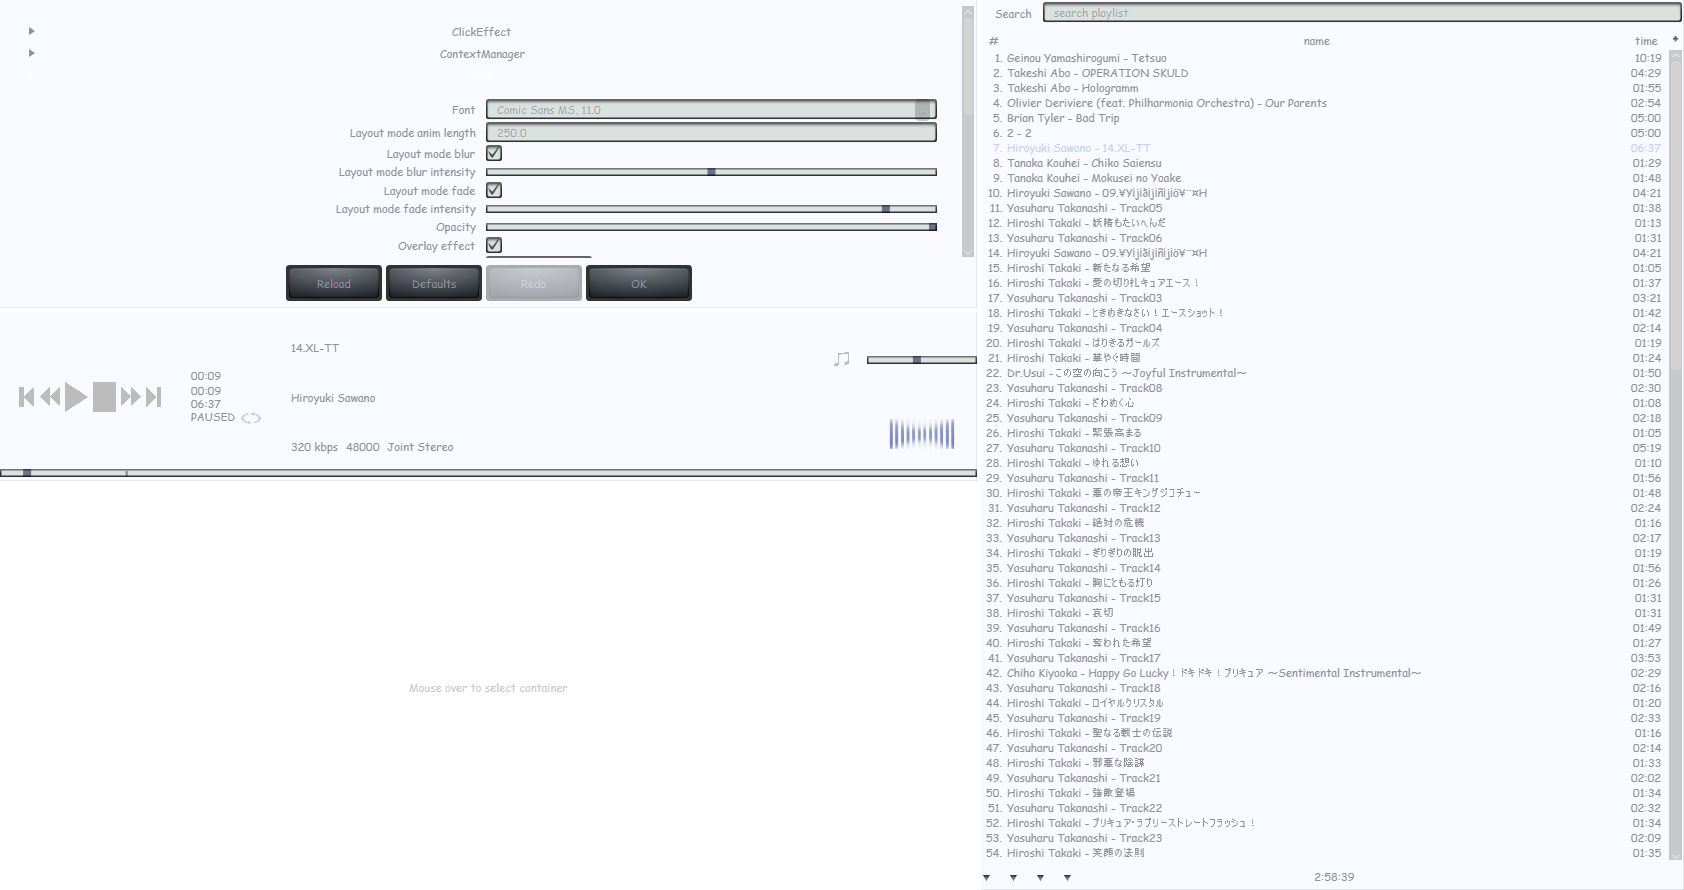 ClickEffect
ContextManager
Font Comic Sans MS, 11.0
Layout mode anim length 250.0
Layout mode blur
Layout mode blur intensity
Layout mode fade
Layout mode fade intensity
Opacity
Overlay effect
Reload Defaults Redo OK
14.XL-TT
00:09
00:09
06:37
PAUSED
Hiroyuki Sawano
320 kbps 48000 Joint Stereo
Mouse over to select container
Search search playlist
# name time
1. Geinou Yamashirogumi - Tetsuo 10:19
2. Takeshi Abo - OPERATION SKULD 04:29
3. Takeshi Abo - Hologramm 01:55
4. Olivier Deriviere (feat. Philharmonia Orchestra) - Our Parents 02:54
5. Brian Tyler - Bad Trip 05:00
6. 2 - 2 05:00
7. Hiroyuki Sawano - 14.XL-TT 06:37
8. Tanaka Kouhei - Chiko Saiensu 01:29
9. Tanaka Kouhei - Mokusei no Yoake 01:48
10. Hiroyuki Sawano - 04:21
11. Yasuharu Takanashi - Track05 01:38
12. Hiroshi Takaki - 妖精もたいへんだ 01:13
13. Yasuharu Takanashi - Track06 01:31
14. Hiroyuki Sawano - 04:21
15. Hiroshi Takaki - 新たなる希望 01:05
16. Hiroshi Takaki - 愛の切り札キュアエース！ 01:37
17. Yasuharu Takanashi - Track03 03:21
18. Hiroshi Takaki - ときめきなさい！エースショット！ 01:42
19. Yasuharu Takanashi - Track04 02:14
20. Hiroshi Takaki - はりきるガールズ 01:19
21. Hiroshi Takaki - 華やぐ時間 01:24
22. Dr.Usui - この空の向こう ～Joyful Instrumental～ 01:50
23. Yasuharu Takanashi - Track08 02:30
24. Hiroshi Takaki - ざわめく心 01:08
25. Yasuharu Takanashi - Track09 02:18
26. Hiroshi Takaki - 緊張高まる 01:05
27. Yasuharu Takanashi - Track10 05:19
28. Hiroshi Takaki - ゆれる想い 01:10
29. Yasuharu Takanashi - Track11 01:56
30. Hiroshi Takaki - 悪の帝王キングジコチュー 01:48
31. Yasuharu Takanashi - Track12 02:24
32. Hiroshi Takaki - 絶対の危機 01:16
33. Yasuharu Takanashi - Track13 02:17
34. Hiroshi Takaki - ぎりぎりの脱出 01:19
35. Yasuharu Takanashi - Track14 01:56
36. Hiroshi Takaki - 胸にともる灯り 01:26
37. Yasuharu Takanashi - Track15 01:31
38. Hiroshi Takaki - 哀切 01:31
39. Yasuharu Takanashi - Track16 01:49
40. Hiroshi Takaki - 奪われた希望 01:27
41. Yasuharu Takanashi - Track17 03:53
42. Chiho Kiyooka - Happy Go Lucky！ドキドキ！プリキュア ～Sentimental Instrumental～ 02:29
43. Yasuharu Takanashi - Track18 02:16
44. Hiroshi Takaki - ロイヤルクリスタル 01:20
45. Yasuharu Takanashi - Track19 02:33
46. Hiroshi Takaki - 聖なる戦士の伝説 01:16
47. Yasuharu Takanashi - Track20 02:14
48. Hiroshi Takaki - 邪悪な陰謀 01:33
49. Yasuharu Takanashi - Track21 02:02
50. Hiroshi Takaki - 強敵登場 01:34
51. Yasuharu Takanashi - Track22 02:32
52. Hiroshi Takaki - プリキュア・ラブリーストレートフラッシュ！ 01:34
53. Yasuharu Takanashi - Track23 02:09
54. Hiroshi Takaki - 笑顔の法則 01:35
2:58:39